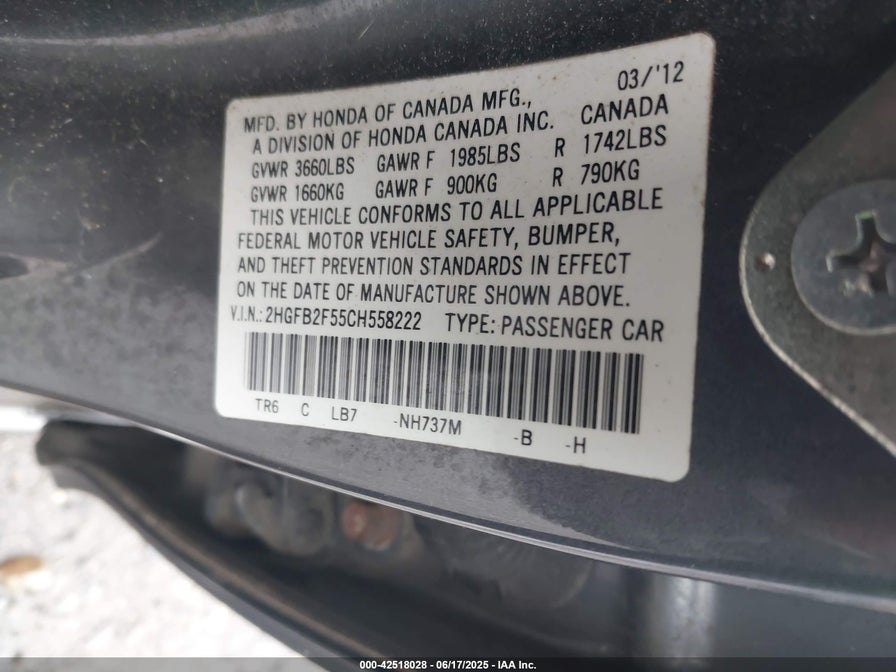 03/'12
MFD. BY HONDA OF CANADA MFG.,
A DIVISION OF HONDA CANADA INC. CANADA
GVWR 3660LBS GAWR F 1985LBS R 1742LBS
GVWR 1660KG GAWR F 900KG R 790KG
THIS VEHICLE CONFORMS TO ALL APPLICABLE
FEDERAL MOTOR VEHICLE SAFETY, BUMPER,
AND THEFT PREVENTION STANDARDS IN EFFECT
ON THE DATE OF MANUFACTURE SHOWN ABOVE.
V.I.N.: 2HGFB2F55CH558222 TYPE: PASSENGER CAR
TR6 C LB7 -NH737M -B -H
000-42518028 - 06/17/2025 - IAA Inc.